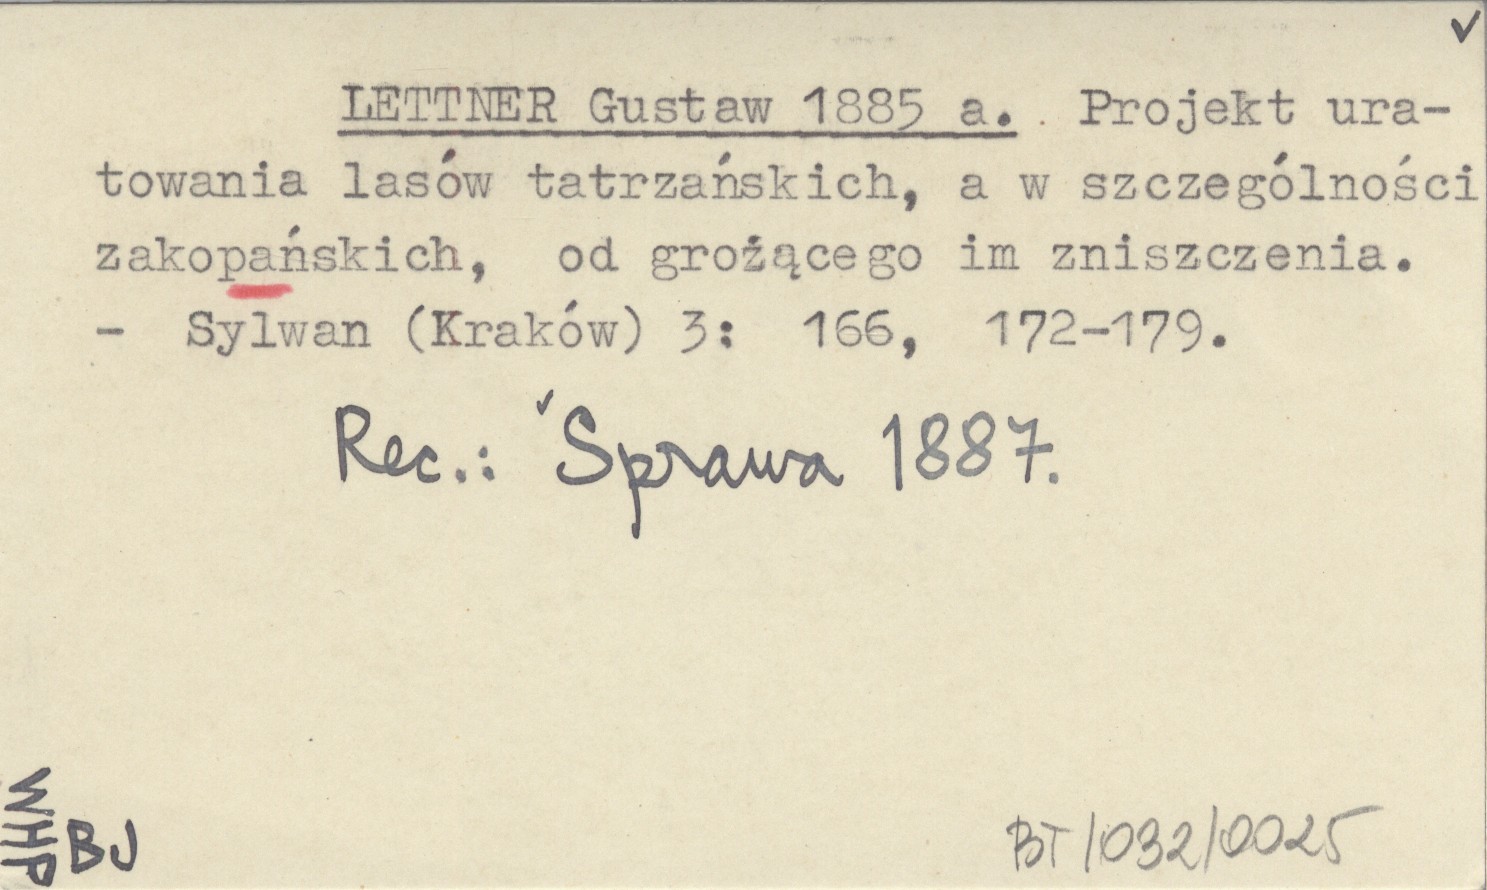 ✓
LETTNER Gustaw 1885 a. Projekt ura-
towania lasów tatrzańskich, a w szczególności
zakopańskich, od grożącego im zniszczenia.
- Sylwan (Kraków) 3: 166, 172-179.
Rec.: ✓Sprawa 1887.
WHP
BJ
BT/032/0025